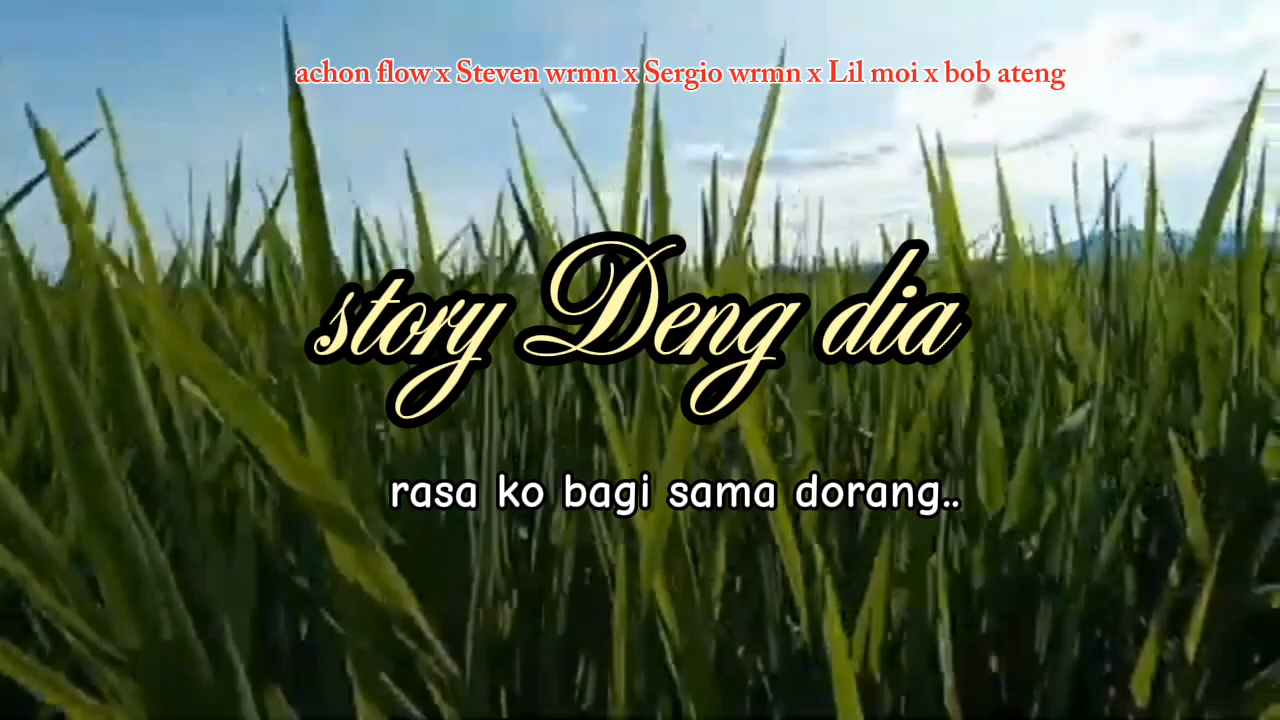 achon flow x Steven wrmn x Sergio wrmn x Lil moi x bob ateng
story Deng dia
rasa ko bagi sama dorang..